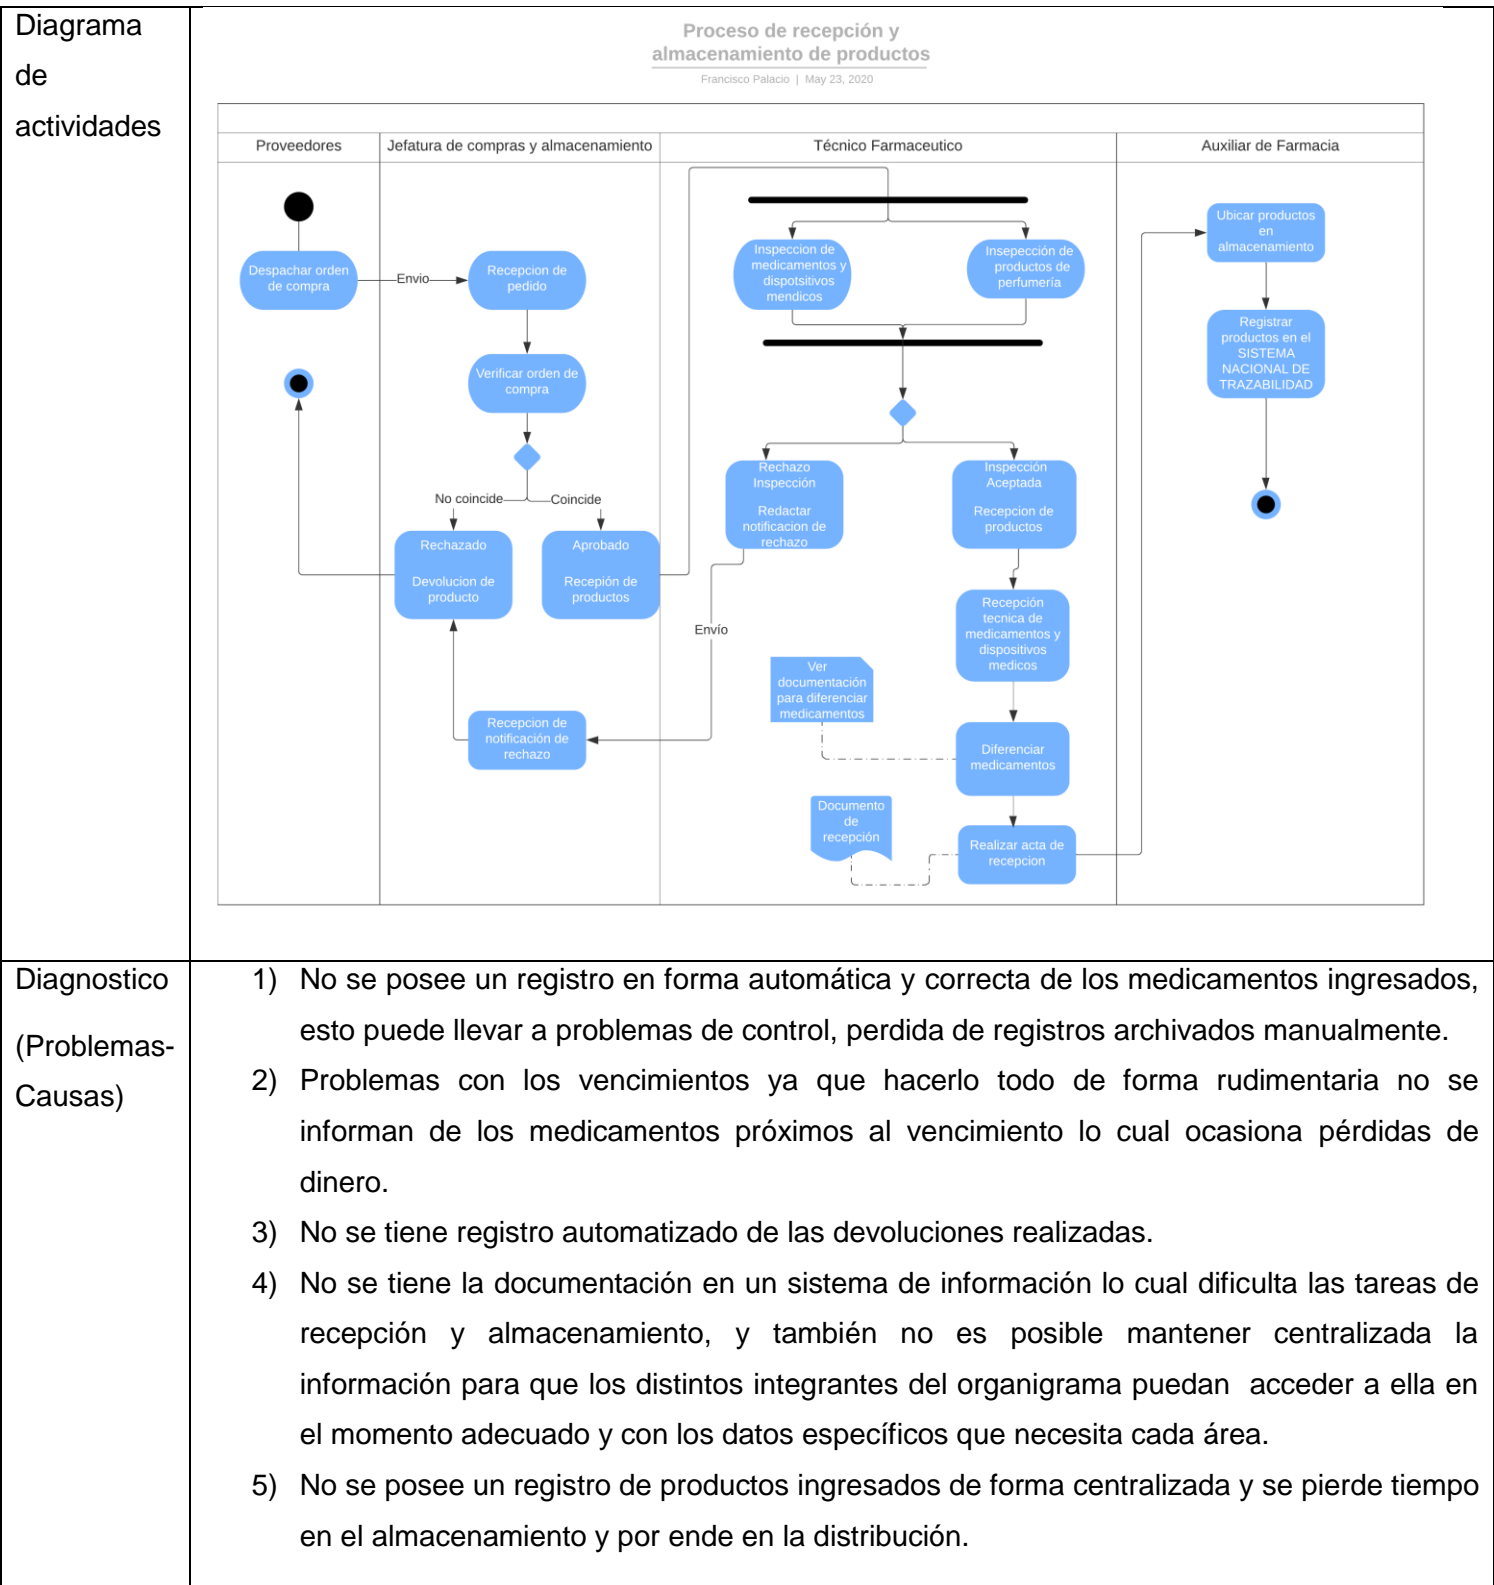 Diagrama
de
actividades
Proceso de recepción y
almacenamiento de productos
Francisco Palacio | May 23, 2020
Proveedores
Jefatura de compras y almacenamiento
Técnico Farmaceutico
Auxiliar de Farmacia
Despachar orden
de compra
Envio
Recepcion de
pedido
Verificar orden de
compra
No coincide
Coincide
Rechazado
Devolucion de
producto
Aprobado
Recepión de
productos
Recepcion de
notificación de
rechazo
Inspeccion de
medicamentos y
dispotsitivos
mendicos
Insepección de
productos de
perfumería
Rechazo
Inspección
Redactar
notificacion de
rechazo
Envío
Inspección
Aceptada
Recepcion de
productos
Recepción
tecnica de
medicamentos y
dispositivos
medicos
Ver
documentación
para diferenciar
medicamentos
Diferenciar
medicamentos
Documento
de
recepción
Realizar acta de
recepcion
Ubicar productos
en
almacenamiento
Registrar
productos en el
SISTEMA
NACIONAL DE
TRAZABILIDAD
Diagnostico
(Problemas-
Causas)
1) No se posee un registro en forma automática y correcta de los medicamentos ingresados,
esto puede llevar a problemas de control, perdida de registros archivados manualmente.
2) Problemas con los vencimientos ya que hacerlo todo de forma rudimentaria no se
informan de los medicamentos próximos al vencimiento lo cual ocasiona pérdidas de
dinero.
3) No se tiene registro automatizado de las devoluciones realizadas.
4) No se tiene la documentación en un sistema de información lo cual dificulta las tareas de
recepción y almacenamiento, y también no es posible mantener centralizada la
información para que los distintos integrantes del organigrama puedan acceder a ella en
el momento adecuado y con los datos específicos que necesita cada área.
5) No se posee un registro de productos ingresados de forma centralizada y se pierde tiempo
en el almacenamiento y por ende en la distribución.